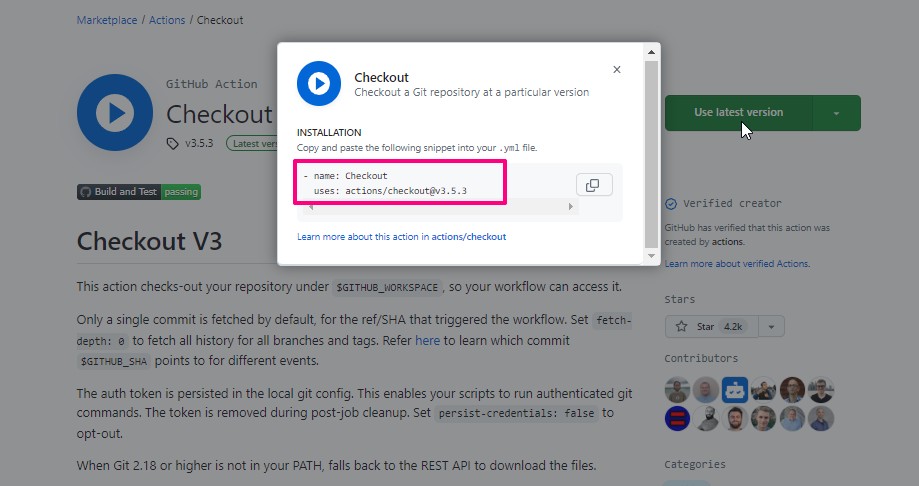 Marketplace / Actions / Checkout
GitHub Action
Checkout
v3.5.3
Latest vers
Build and Test passing
Checkout V3
This action checks-out your repository under $GITHUB_WORKSPACE, so your workflow can access it.
Only a single commit is fetched by default, for the ref/SHA that triggered the workflow. Set fetch-
depth: 0 to fetch all history for all branches and tags. Refer here to learn which commit
$GITHUB_SHA points to for different events.
The auth token is persisted in the local git config. This enables your scripts to run authenticated git
commands. The token is removed during post-job cleanup. Set persist-credentials: false to
opt-out.
When Git 2.18 or higher is not in your PATH, falls back to the REST API to download the files.
Checkout
Checkout a Git repository at a particular version
INSTALLATION
Copy and paste the following snippet into your .yml file.
- name: Checkout
uses: actions/checkout@v3.5.3
Learn more about this action in actions/checkout
Use latest version
Verified creator
GitHub has verified that this action was
created by actions.
Learn more about verified Actions.
Stars
Star 4.2k
Contributors
Categories